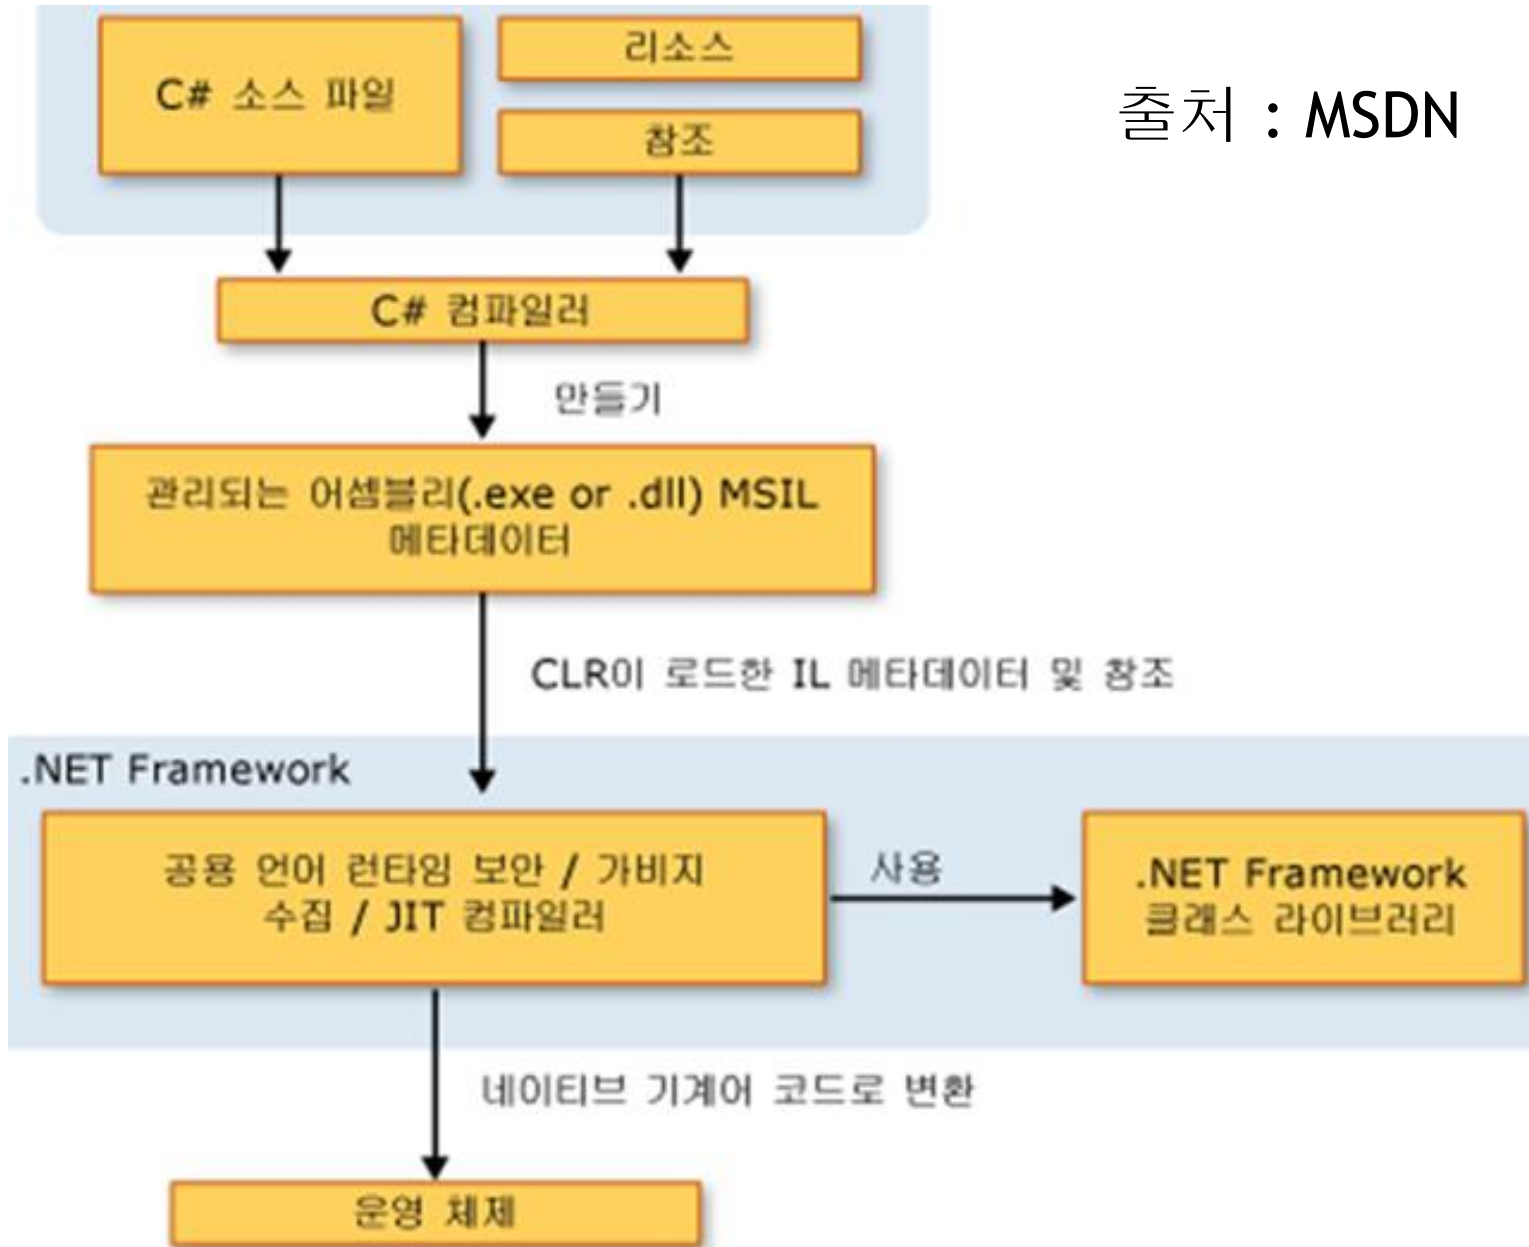 C# 소스 파일
리소스
참조
출처 : MSDN
C# 컴파일러
만들기
관리되는 어셈블리(.exe or .dll) MSIL
메타데이터
CLR이 로드한 IL 메타데이터 및 참조
.NET Framework
공용 언어 런타임 보안 / 가비지
수집 / JIT 컴파일러
사용
.NET Framework
클래스 라이브러리
네이티브 기계어 코드로 변환
운영 체제